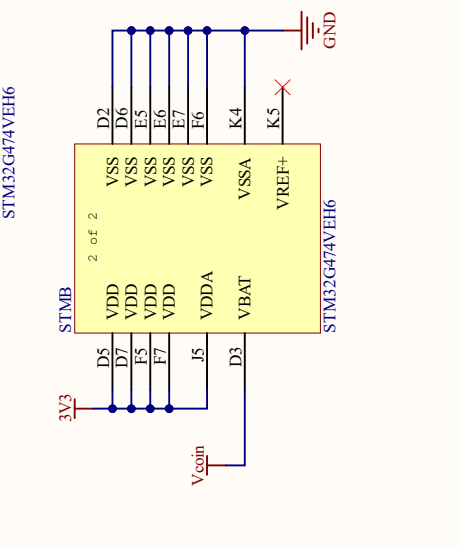 STM32G474VEH6
STMB
2 of 2
3V3
D5 VDD VSS D2
D7 VDD VSS D6
F5 VDD VSS E5
F7 VDD VSS E6
VSS E7
J5 VDDA VSS F6
D3 VBAT VSSA K4
VREF+ K5
Vcoin
GND
STM32G474VEH6